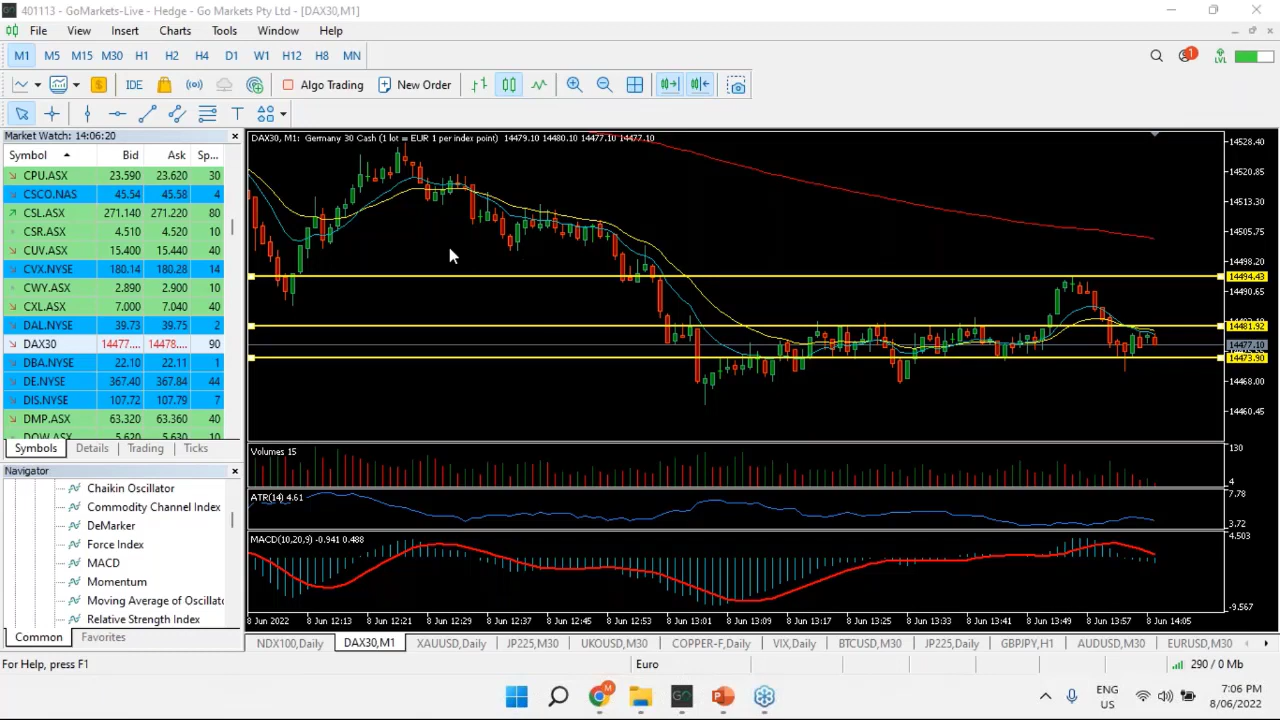 401113 - GoMarkets-Live - Hedge - Go Markets Pty Ltd - [DAX30,M1]
File View Insert Charts Tools Window Help
M1 M5 M15 M30 H1 H2 H4 D1 W1 H12 H8 MN
1 LVL
IDE Algo Trading New Order
Market Watch: 14:06:20
Symbol Bid Ask Sp...
CPU.ASX 23.590 23.620 30
CSCO.NAS 45.54 45.58 4
CSL.ASX 271.140 271.220 80
CSR.ASX 4.510 4.520 10
CUV.ASX 15.400 15.440 40
CVX.NYSE 180.14 180.28 14
CWY.ASX 2.890 2.900 10
CXL.ASX 7.000 7.040 40
DAL.NYSE 39.73 39.75 2
DAX30 14477.... 14478.... 90
DBA.NYSE 22.10 22.11 1
DE.NYSE 367.40 367.84 44
DIS.NYSE 107.72 107.79 7
DMP.ASX 63.320 63.360 40
DOW.ASX 5.620 5.630 10
Symbols Details Trading Ticks
Navigator
Chaikin Oscillator
Commodity Channel Index
DeMarker
Force Index
MACD
Momentum
Moving Average of Oscillato
Relative Strength Index
Common Favorites
DAX30, M1: Germany 30 Cash (1 lot = EUR 1 per index point) 14479.10 14480.10 14477.10 14477.10
14528.40
14520.85
14513.30
14505.75
14498.20
14494.43
14490.65
14481.92
14477.10
14473.90
14468.00
14460.45
Volumes 15
130
4
ATR(14) 4.61
7.78
3.72
MACD(10,20,9) -0.941 0.488
4.503
-9.567
8 Jun 2022 8 Jun 12:13 8 Jun 12:21 8 Jun 12:29 8 Jun 12:37 8 Jun 12:45 8 Jun 12:53 8 Jun 13:01 8 Jun 13:09 8 Jun 13:17 8 Jun 13:25 8 Jun 13:33 8 Jun 13:41 8 Jun 13:49 8 Jun 13:57 8 Jun 14:05
NDX100,Daily DAX30,M1 XAUUSD,Daily JP225,M30 UKOUSD,M30 COPPER-F,Daily VIX,Daily BTCUSD,M30 JP225,Daily GBPJPY,H1 AUDUSD,M30 EURUSD,M30
For Help, press F1 Euro 290 / 0 Mb
GO M
ENG
US
7:06 PM
8/06/2022